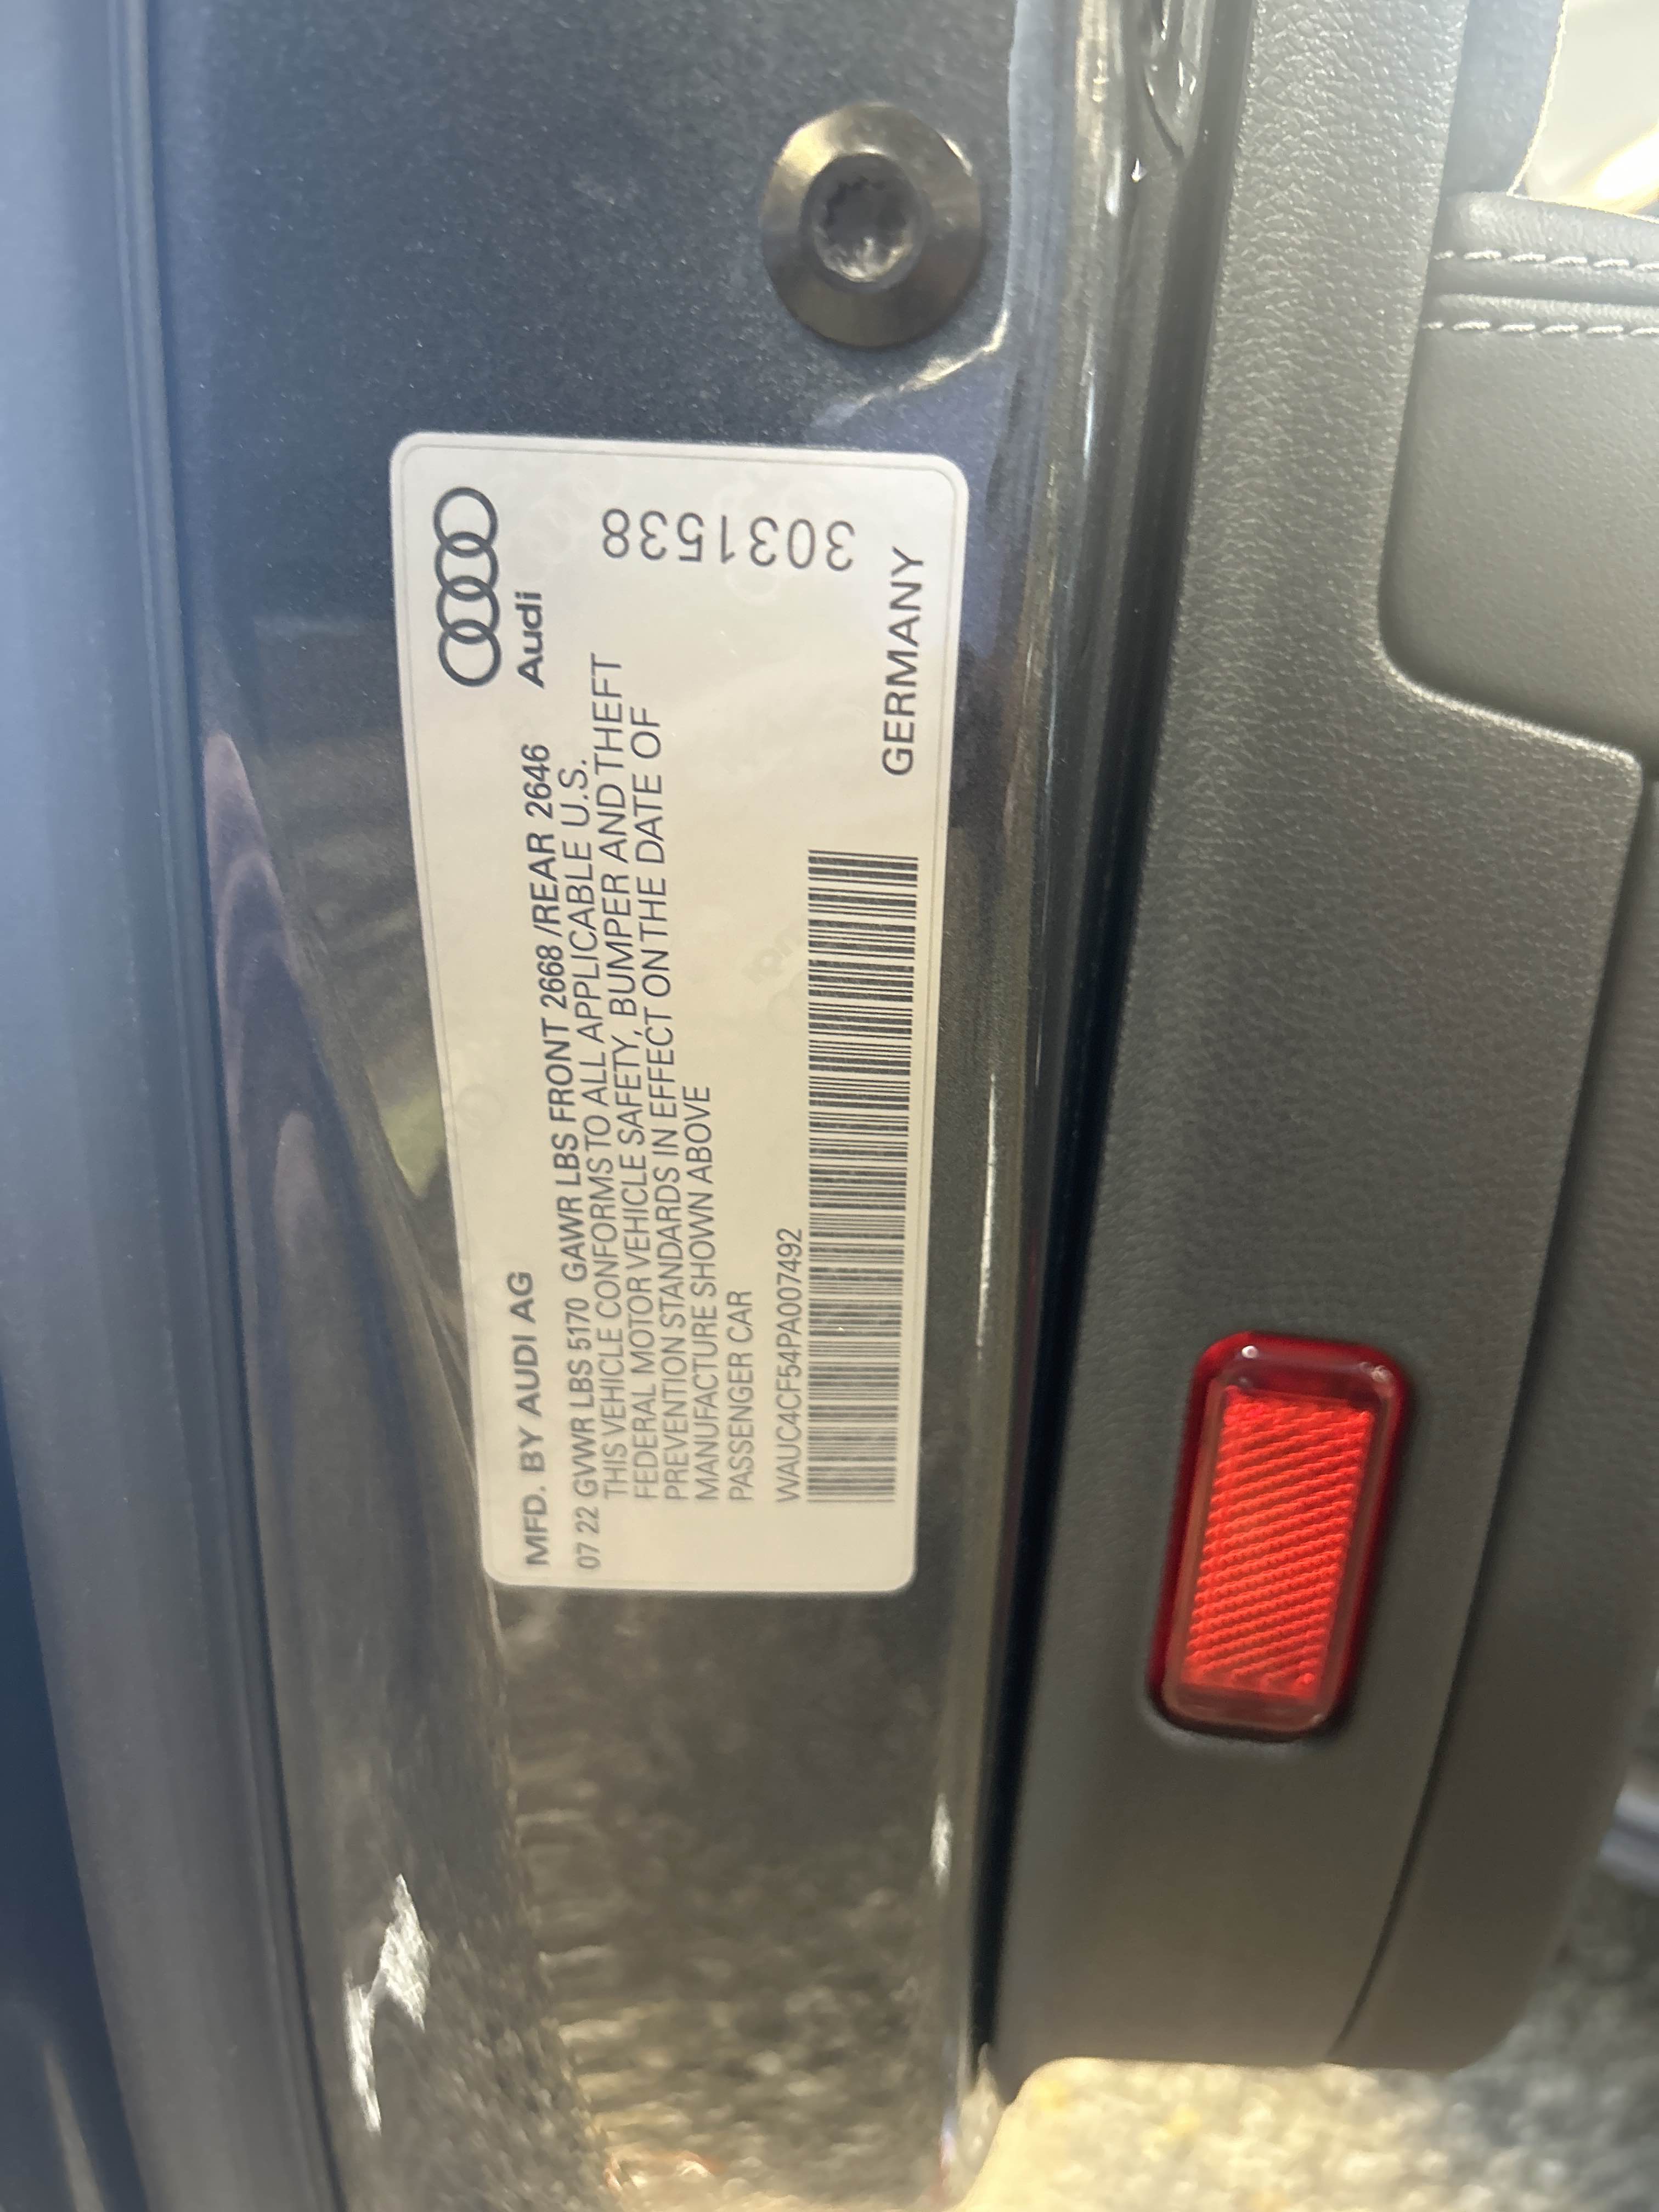 Audi
MFD. BY AUDI AG
07 22 GVWR LBS 5170 GAWR LBS FRONT 2668 /REAR 2646
THIS VEHICLE CONFORMS TO ALL APPLICABLE U.S.
FEDERAL MOTOR VEHICLE SAFETY, BUMPER AND THEFT
PREVENTION STANDARDS IN EFFECT ON THE DATE OF
MANUFACTURE SHOWN ABOVE
PASSENGER CAR
WAUC4CF54PA007492
GERMANY
3031538